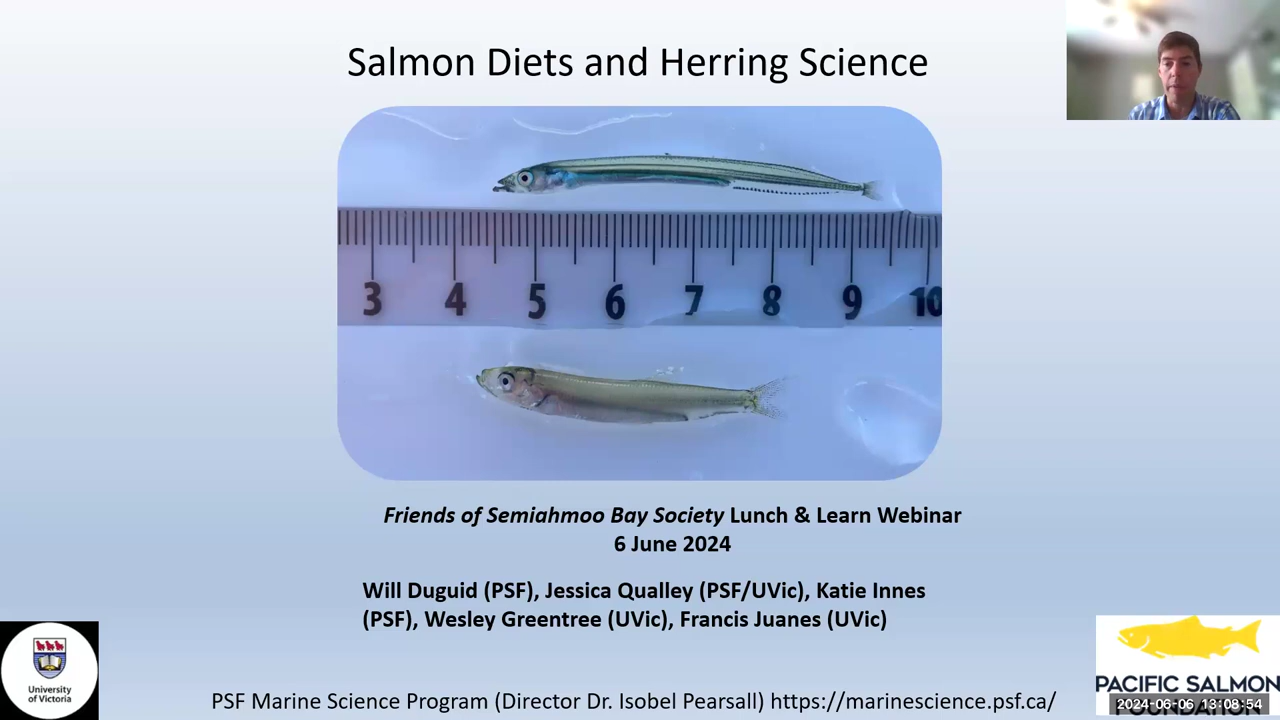 Salmon Diets and Herring Science
3 4 5 6 7 8 9 10
Friends of Semiahmoo Bay Society Lunch & Learn Webinar
6 June 2024
Will Duguid (PSF), Jessica Qualley (PSF/UVic), Katie Innes
(PSF), Wesley Greentree (UVic), Francis Juanes (UVic)
University
of Victoria
PACIFIC SALMON
FOUNDATION
2024-06-06 13:08:54
PSF Marine Science Program (Director Dr. Isobel Pearsall) https://marinescience.psf.ca/